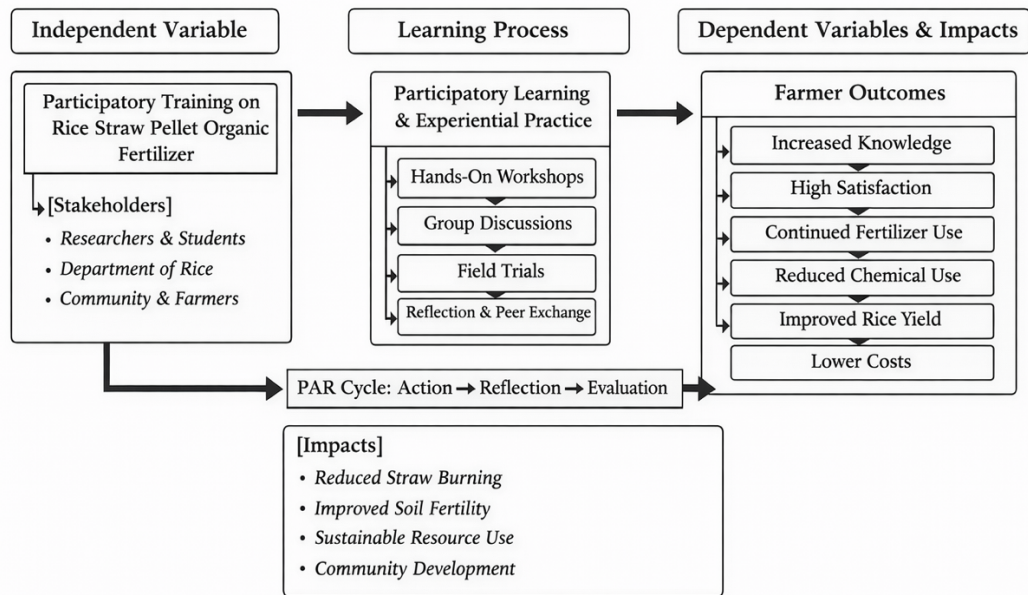 Independent Variable
Learning Process
Dependent Variables & Impacts
Participatory Training on
Rice Straw Pellet Organic
Fertilizer
[Stakeholders]
• Researchers & Students
• Department of Rice
• Community & Farmers
Participatory Learning
& Experiential Practice
Hands-On Workshops
Group Discussions
Field Trials
Reflection & Peer Exchange
Farmer Outcomes
Increased Knowledge
High Satisfaction
Continued Fertilizer Use
Reduced Chemical Use
Improved Rice Yield
Lower Costs
PAR Cycle: Action → Reflection → Evaluation
[Impacts]
• Reduced Straw Burning
• Improved Soil Fertility
• Sustainable Resource Use
• Community Development